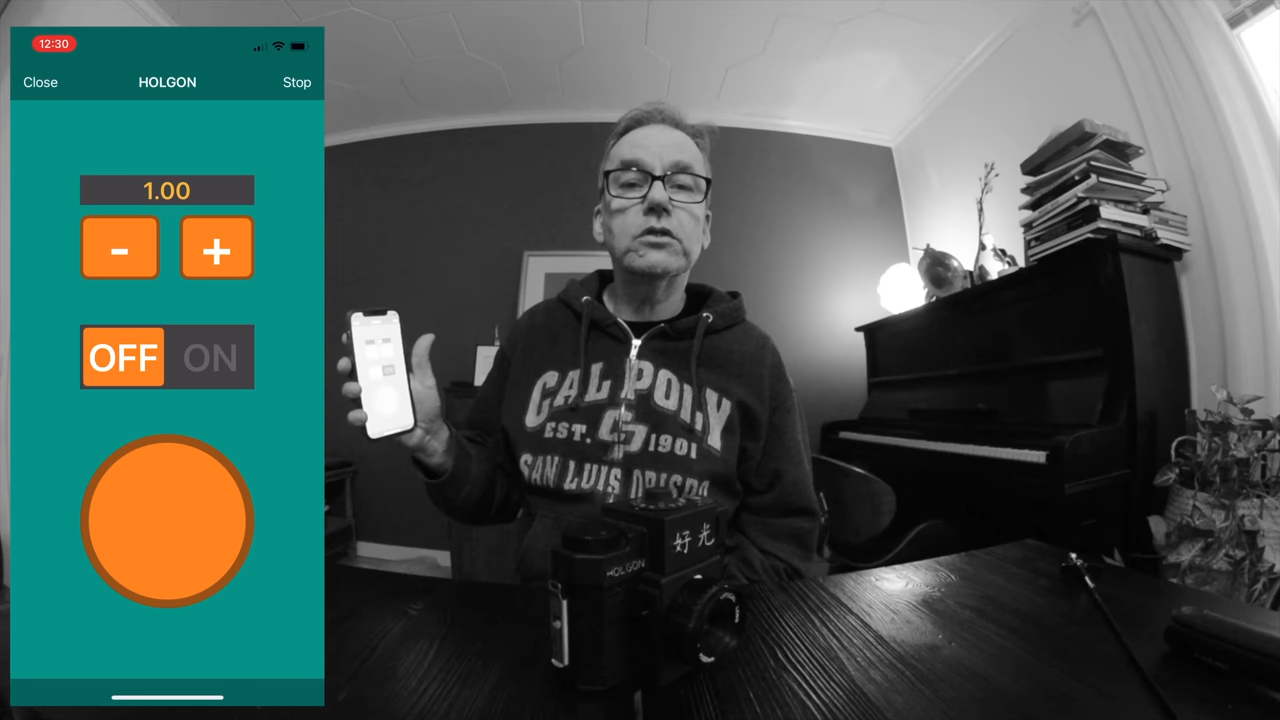 12:30
Close HOLGON Stop
1.00
- +
OFF ON
CAL POLY
EST. 1901
SAN LUIS OBISPO
好光
HOLGON